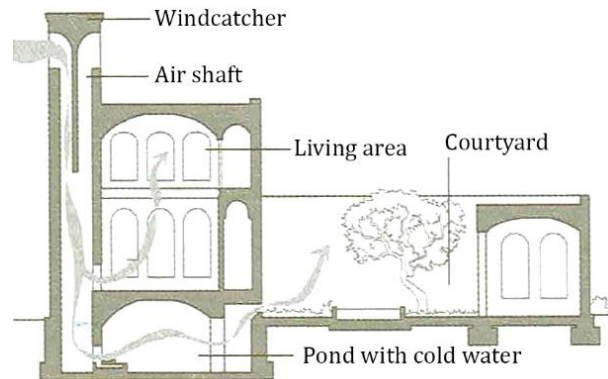 Windcatcher
Air shaft
Living area
Courtyard
Pond with cold water